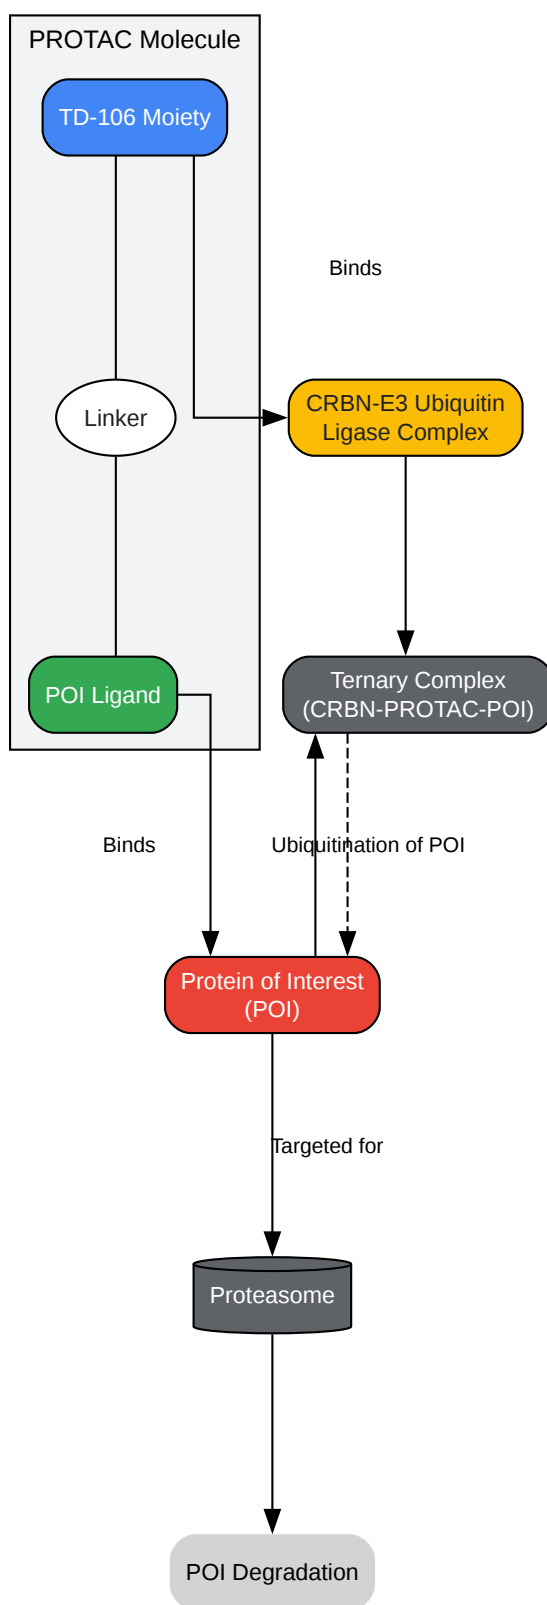 PROTAC Molecule
TD-106 Moiety
Binds
Linker
CRBN-E3 Ubiquitin
Ligase Complex
POI Ligand
Ternary Complex
(CRBN-PROTAC-POI)
Binds
Ubiquitination of POI
Protein of Interest
(POI)
Targeted for
Proteasome
POI Degradation